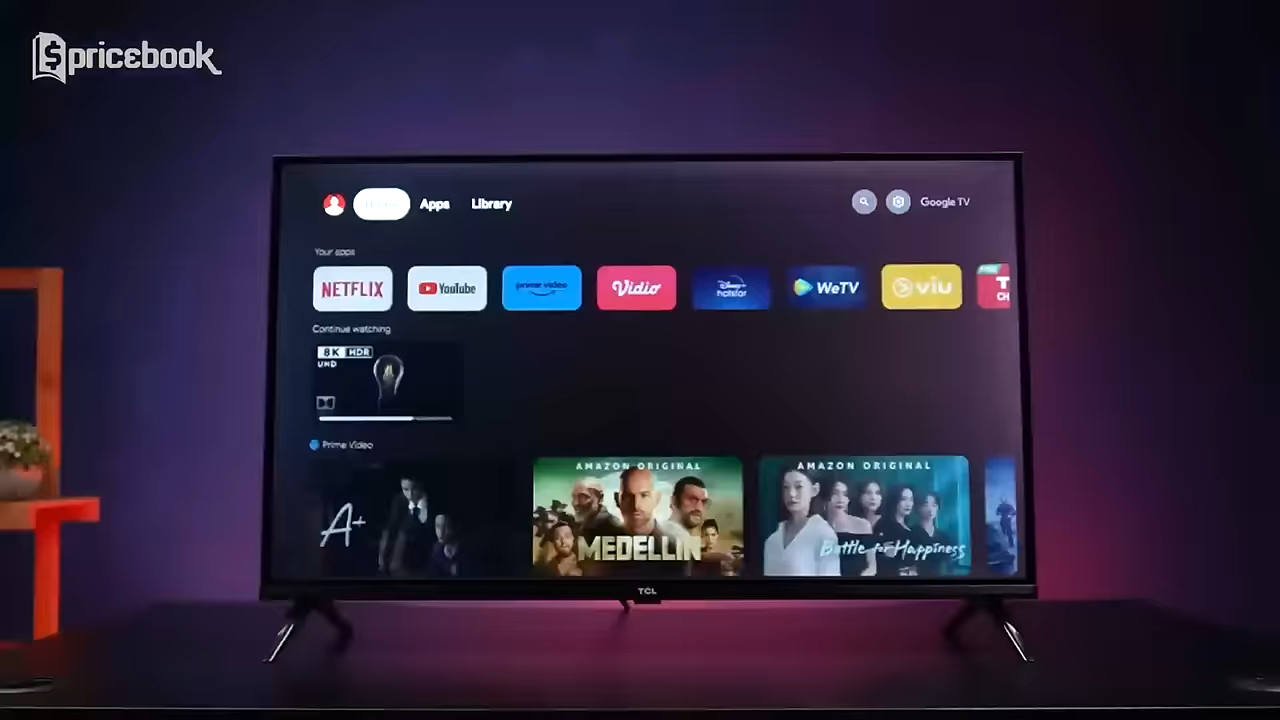 pricebook
Apps Library Google TV
Your apps
NETFLIX YouTube prime video Vidio Disney+ hotstar WeTV viu
Continue watching
8K HDR
UHD
Prime Video
A+
AMAZON ORIGINAL
MEDELLIN
AMAZON ORIGINAL
Battle for Happiness
TCL